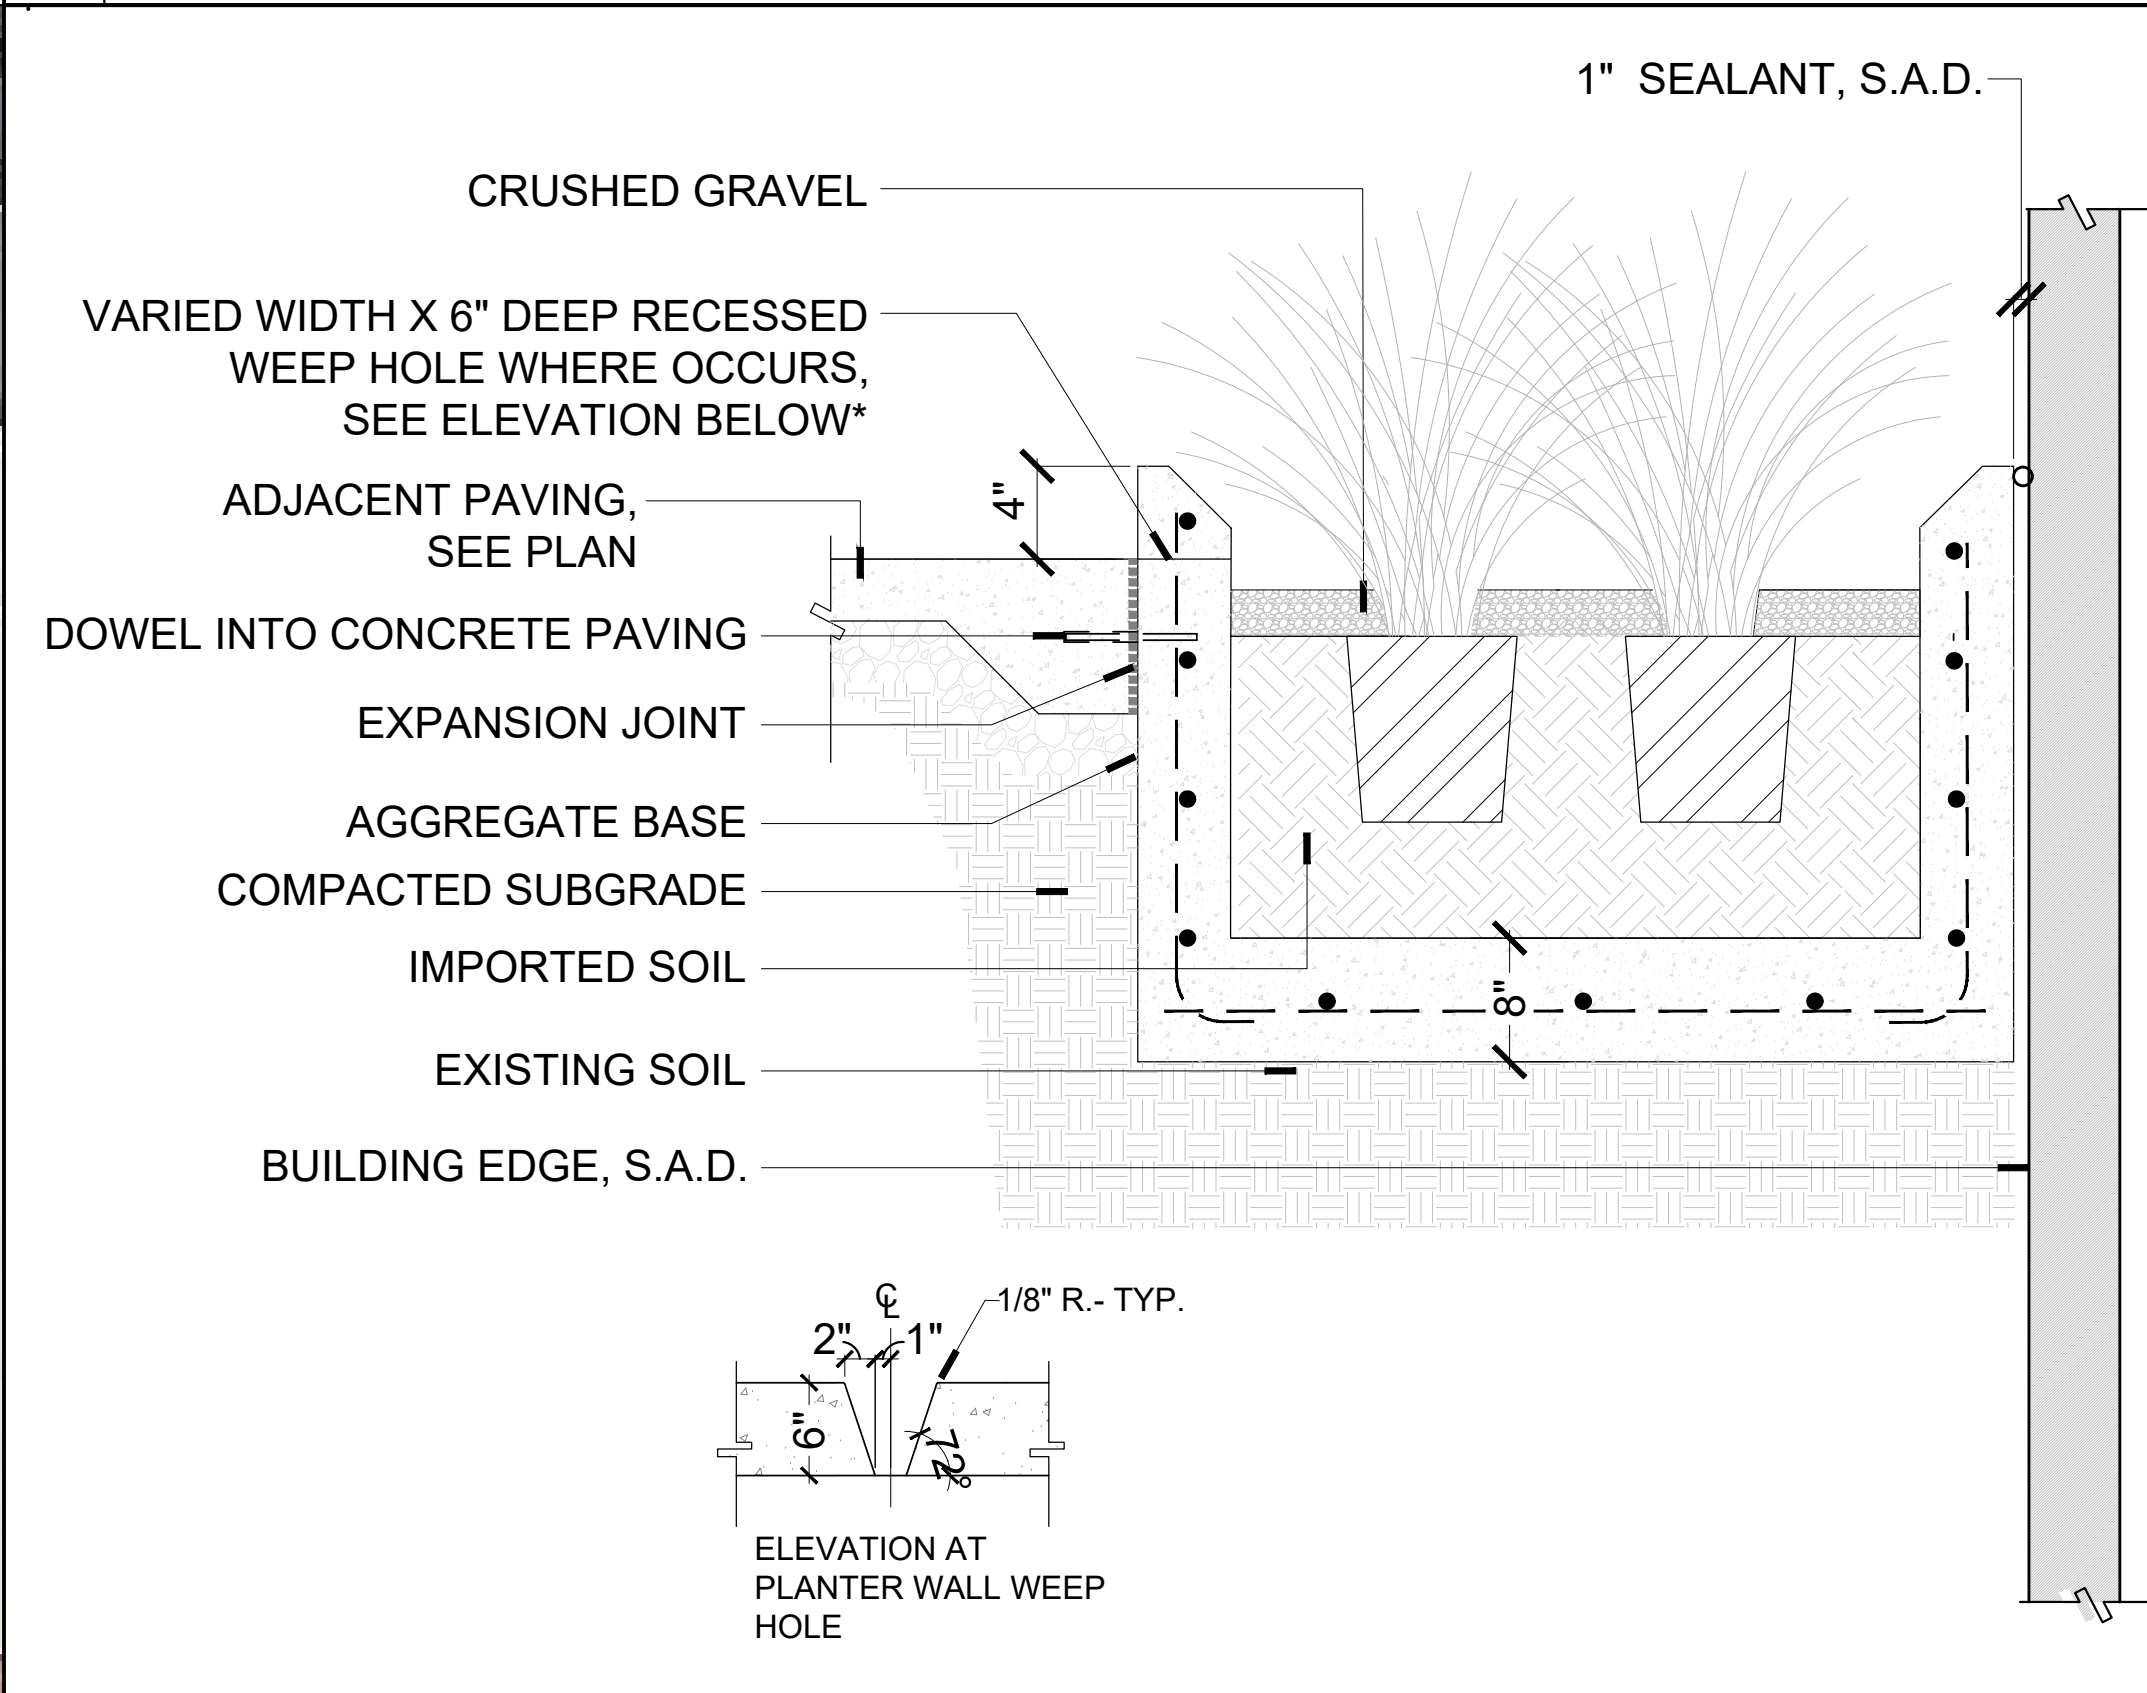 1" SEALANT, S.A.D.
CRUSHED GRAVEL
VARIED WIDTH X 6" DEEP RECESSED
WEEP HOLE WHERE OCCURS,
SEE ELEVATION BELOW*
4"
ADJACENT PAVING,
SEE PLAN
DOWEL INTO CONCRETE PAVING
EXPANSION JOINT
AGGREGATE BASE
COMPACTED SUBGRADE
IMPORTED SOIL
8"
EXISTING SOIL
BUILDING EDGE, S.A.D.
℄
1/8" R.- TYP.
2" 1"
6"
72°
ELEVATION AT
PLANTER WALL WEEP
HOLE